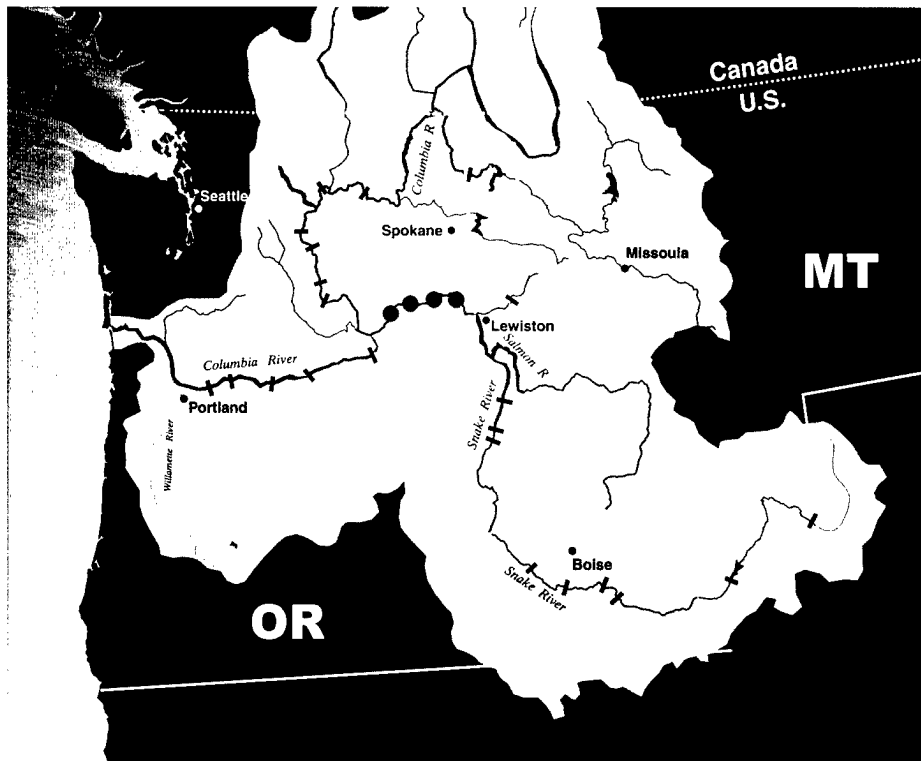 Canada
U.S.
Columbia R
Seattle
Spokane
Missoula
MT
Lewiston
Salmon R
Columbia River
Portland
Snake River
Willamette River
Boise
Snake River
OR